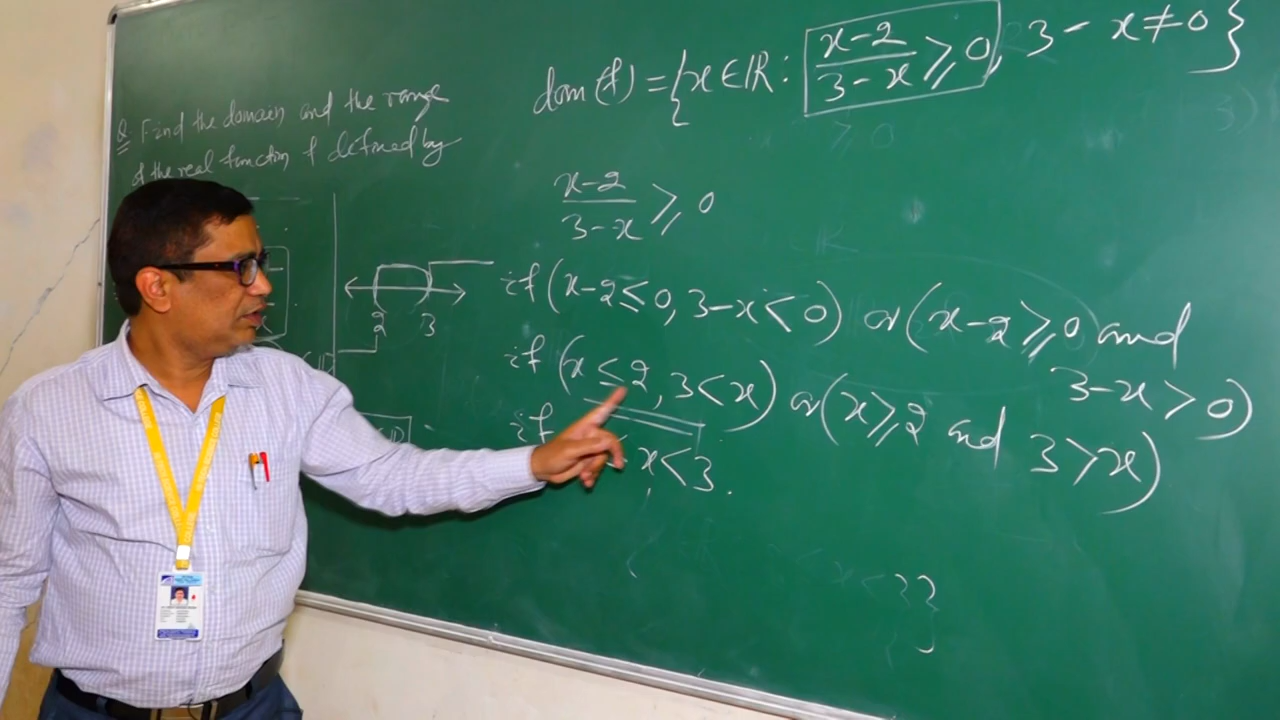 Q: Find the domain and the range
of the real function f defined by
dom(f) = {x ∈ IR : x-2/3-x ≥ 0, 3 - x ≠ 0}
x-2/3-x ≥ 0
2 3
if (x-2 ≤ 0, 3-x < 0) or (x-2 ≥ 0 and
3-x > 0)
if (x ≤ 2, 3 < x) or (x ≥ 2 and 3 > x)
if x < 3.
}